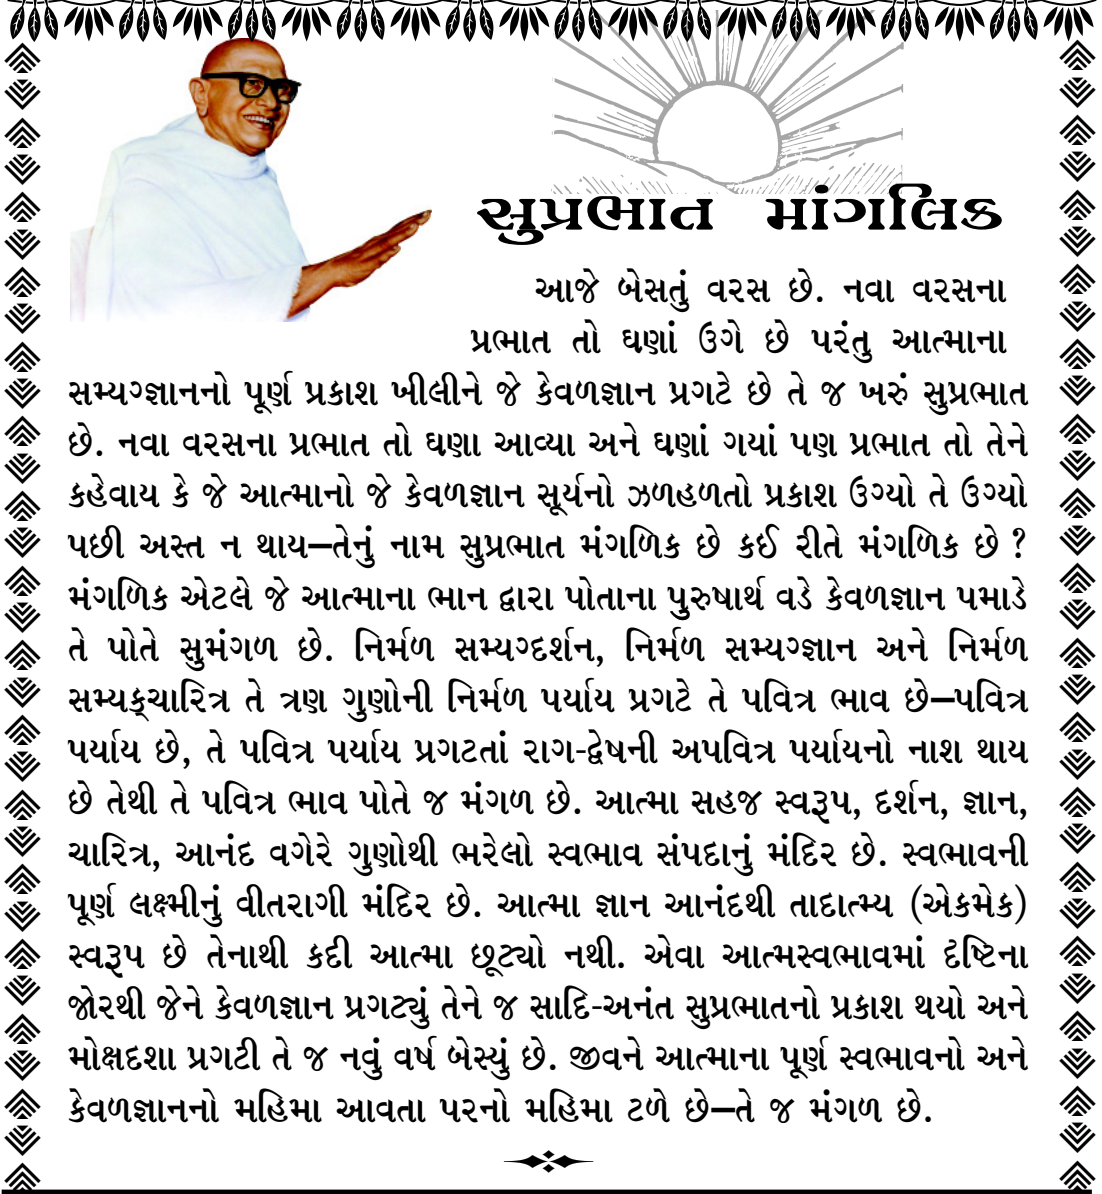 સુપ્રભાત માંગલિક
આજે બેસતું વરસ છે. નવા વરસના
પ્રભાત તો ઘણાં ઉગે છે પરંતુ આત્માના
સમ્યગ્જ્ઞાનનો પૂર્ણ પ્રકાશ ખીલીને જે કેવળજ્ઞાન પ્રગટે છે તે જ ખરું સુપ્રભાત
છે. નવા વરસના પ્રભાત તો ઘણા આવ્યા અને ઘણાં ગયાં પણ પ્રભાત તો તેને
કહેવાય કે જે આત્માનો જે કેવળજ્ઞાન સૂર્યનો ઝળહળતો પ્રકાશ ઉગ્યો તે ઉગ્યો
પછી અસ્ત ન થાય–તેનું નામ સુપ્રભાત મંગળિક છે કઈ રીતે મંગળિક છે ?
મંગળિક એટલે જે આત્માના ભાન દ્વારા પોતાના પુરુષાર્થ વડે કેવળજ્ઞાન પમાડે
તે પોતે સુમંગળ છે. નિર્મળ સમ્યગ્દર્શન, નિર્મળ સમ્યગ્જ્ઞાન અને નિર્મળ
સમ્યક્ચારિત્ર તે ત્રણ ગુણોની નિર્મળ પર્યાય પ્રગટે તે પવિત્ર ભાવ છે–પવિત્ર
પર્યાય છે, તે પવિત્ર પર્યાય પ્રગટતાં રાગ-દ્વેષની અપવિત્ર પર્યાયનો નાશ થાય
છે તેથી તે પવિત્ર ભાવ પોતે જ મંગળ છે. આત્મા સહજ સ્વરૂપ, દર્શન, જ્ઞાન,
ચારિત્ર, આનંદ વગેરે ગુણોથી ભરેલો સ્વભાવ સંપદાનું મંદિર છે. સ્વભાવની
પૂર્ણ લક્ષ્મીનું વીતરાગી મંદિર છે. આત્મા જ્ઞાન આનંદથી તાદાત્મ્ય (એકમેક)
સ્વરૂપ છે તેનાથી કદી આત્મા છૂટ્યો નથી. એવા આત્મસ્વભાવમાં દૃષ્ટિના
જોરથી જેને કેવળજ્ઞાન પ્રગટ્યું તેને જ સાદિ-અનંત સુપ્રભાતનો પ્રકાશ થયો અને
મોક્ષદશા પ્રગટી તે જ નવું વર્ષ બેસ્યું છે. જીવને આત્માના પૂર્ણ સ્વભાવનો અને
કેવળજ્ઞાનનો મહિમા આવતા પરનો મહિમા ટળે છે–તે જ મંગળ છે.